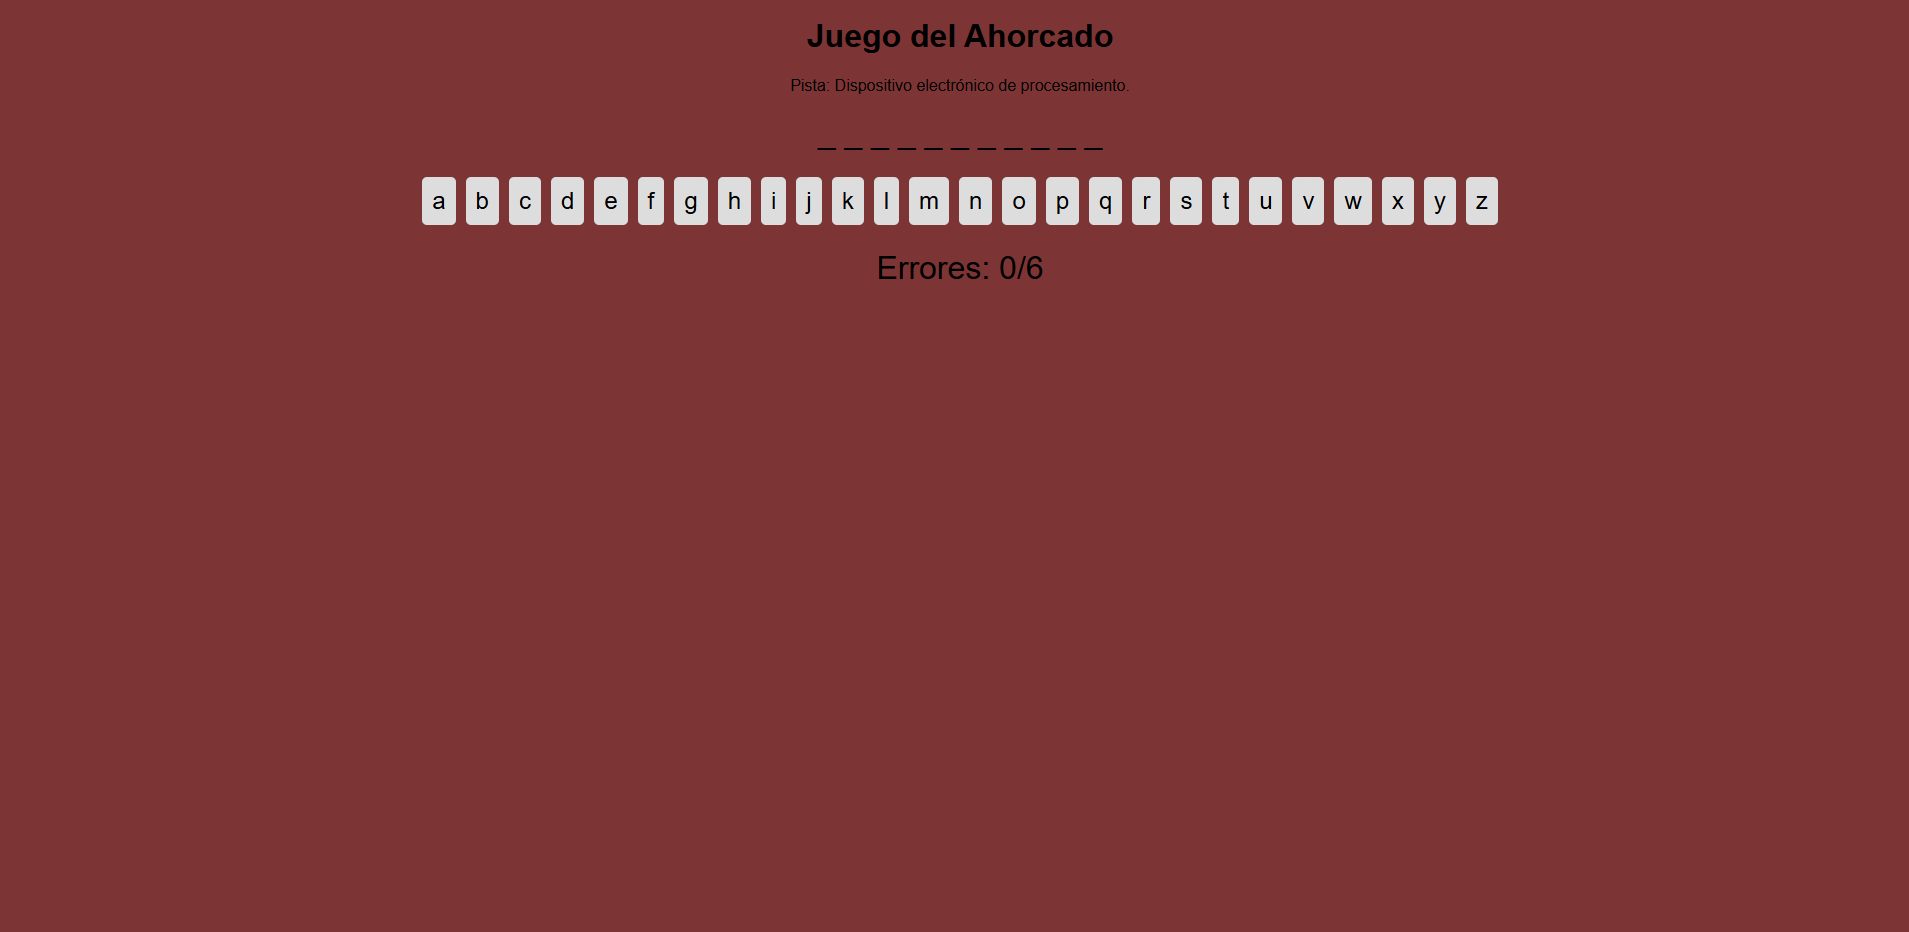 Juego del Ahorcado
Pista: Dispositivo electrónico de procesamiento.
_ _ _ _ _ _ _ _ _ _ _
a b c d e f g h i j k l m n o p q r s t u v w x y z
Errores: 0/6